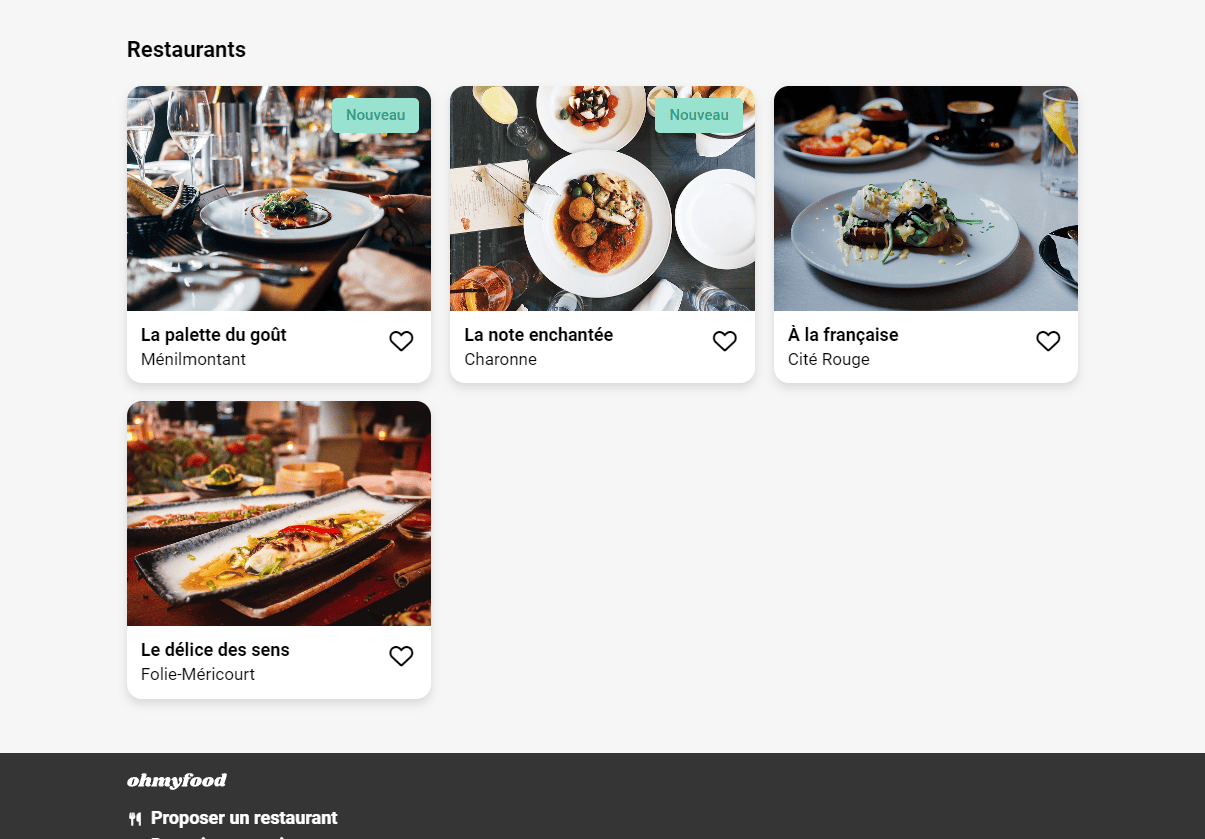 Restaurants
Nouveau
Nouveau
La palette du goût
Ménilmontant
La note enchantée
Charonne
À la française
Cité Rouge
Le délice des sens
Folie-Méricourt
ohmyfood
Proposer un restaurant